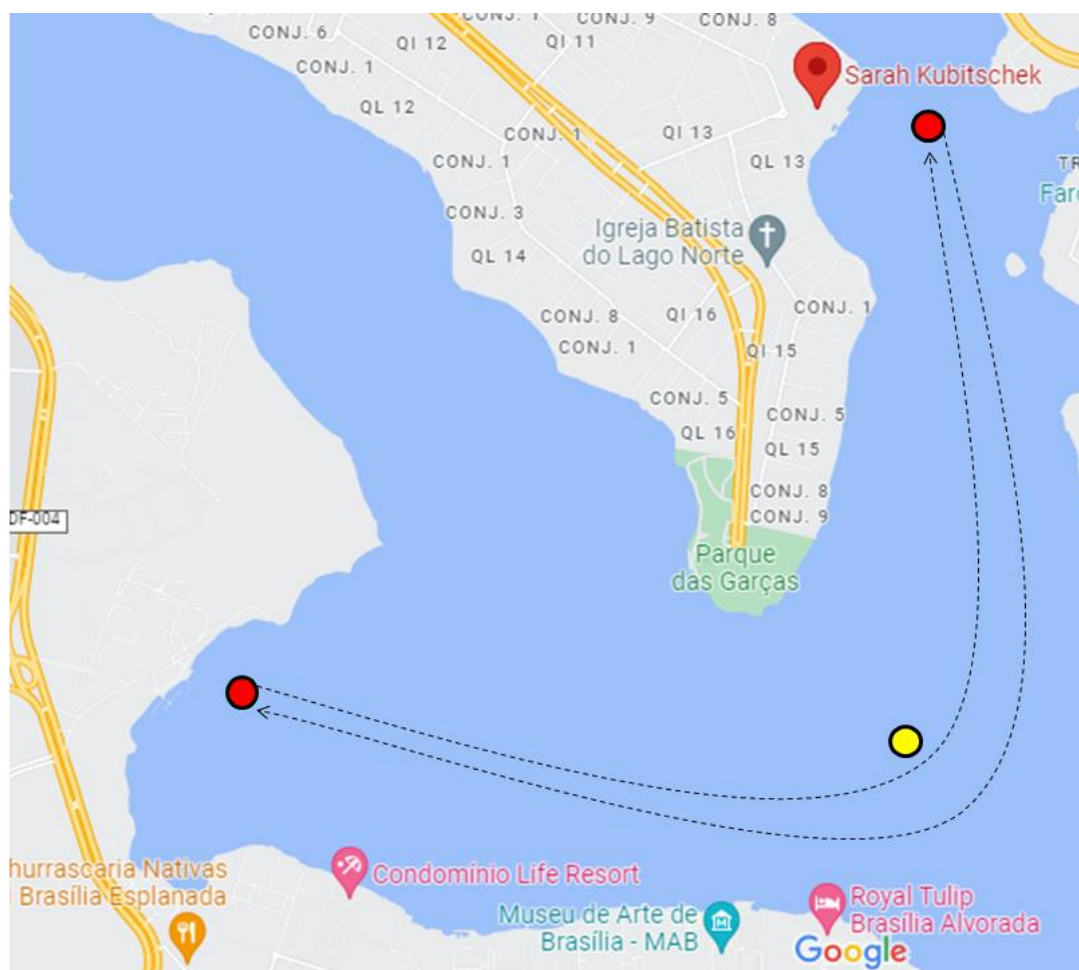 CONJ. 1
CONJ. 9
CONJ. 8
CONJ. 6
QI 12
QI 11
CONJ. 1
QL 12
Sarah Kubitschek
CONJ. 1
QI 13
CONJ. 1
QL 13
TR
CONJ. 3
Igreja Batista
do Lago Norte
QL 14
CONJ. 8
QI 16
CONJ. 1
CONJ. 1
QI 15
CONJ. 5
CONJ. 5
QL 16
QL 15
CONJ. 8
CONJ. 9
DF-004
Parque
das Garças
hurrascaria Nativas
Brasília Esplanada
Condomínio Life Resort
Museu de Arte de
Brasília - MAB
Royal Tulip
Brasília Alvorada
Google